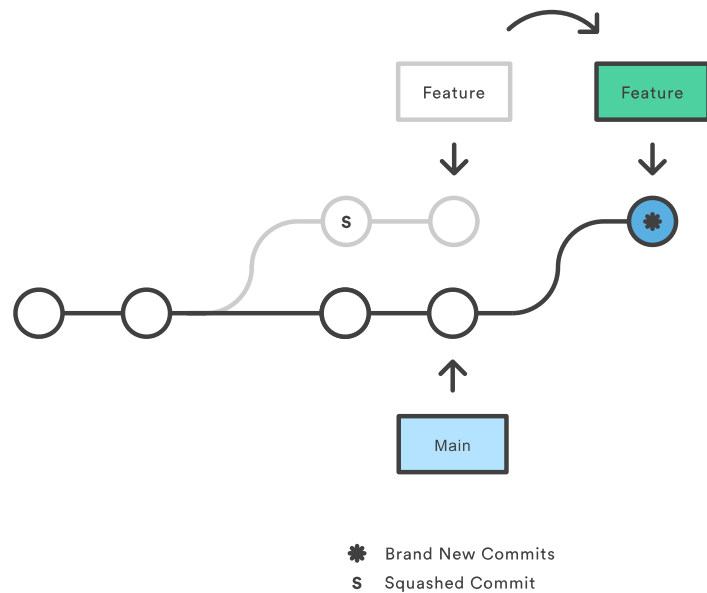 Feature
Feature
S
Main
Brand New Commits
S Squashed Commit